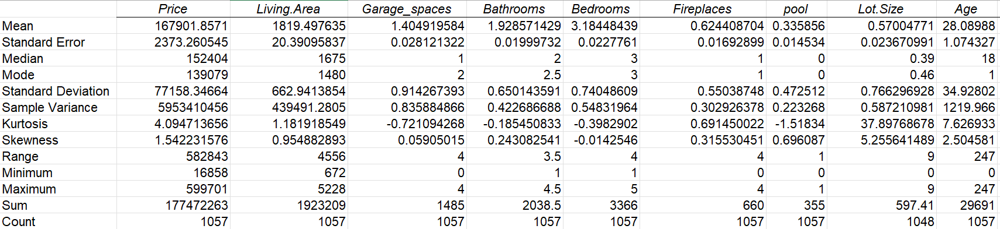 Price Living.Area Garage_spaces Bathrooms Bedrooms Fireplaces pool Lot.Size Age
Mean 167901.8571 1819.497635 1.404919584 1.928571429 3.18448439 0.624408704 0.335856 0.57004771 28.08988
Standard Error 2373.260545 20.39095837 0.028121322 0.01999732 0.0227761 0.01692899 0.014534 0.023670991 1.074327
Median 152404 1675 1 2 3 1 0 0.39 18
Mode 139079 1480 2 2.5 3 1 0 0.46 1
Standard Deviation 77158.34664 662.9413854 0.914267393 0.650143591 0.74048609 0.55038748 0.472512 0.766296928 34.92802
Sample Variance 5953410456 439491.2805 0.835884866 0.422686688 0.54831964 0.302926378 0.223268 0.587210981 1219.966
Kurtosis 4.094713656 1.181918549 -0.721094268 -0.185450833 -0.3982902 0.691450022 -1.51834 37.89768678 7.626933
Skewness 1.542231576 0.954882893 0.05905015 0.243082541 -0.0142546 0.315530451 0.696087 5.255641489 2.504581
Range 582843 4556 4 3.5 4 4 1 9 247
Minimum 16858 672 0 1 1 0 0 0 0
Maximum 599701 5228 4 4.5 5 4 1 9 247
Sum 177472263 1923209 1485 2038.5 3366 660 355 597.41 29691
Count 1057 1057 1057 1057 1057 1057 1057 1048 1057